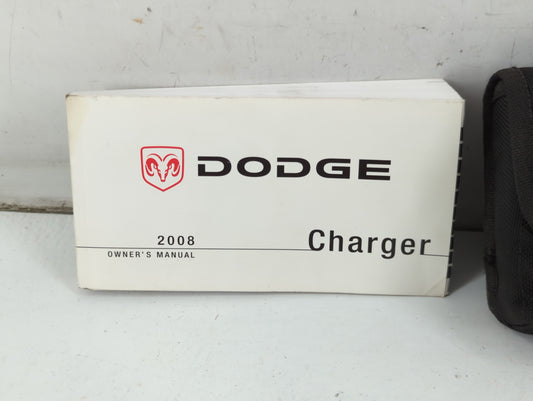 DODGE
2008
OWNER'S MANUAL
Charger